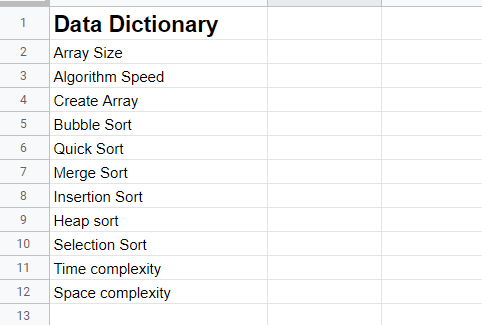 1 Data Dictionary
2 Array Size
3 Algorithm Speed
4 Create Array
5 Bubble Sort
6 Quick Sort
7 Merge Sort
8 Insertion Sort
9 Heap sort
10 Selection Sort
11 Time complexity
12 Space complexity
13